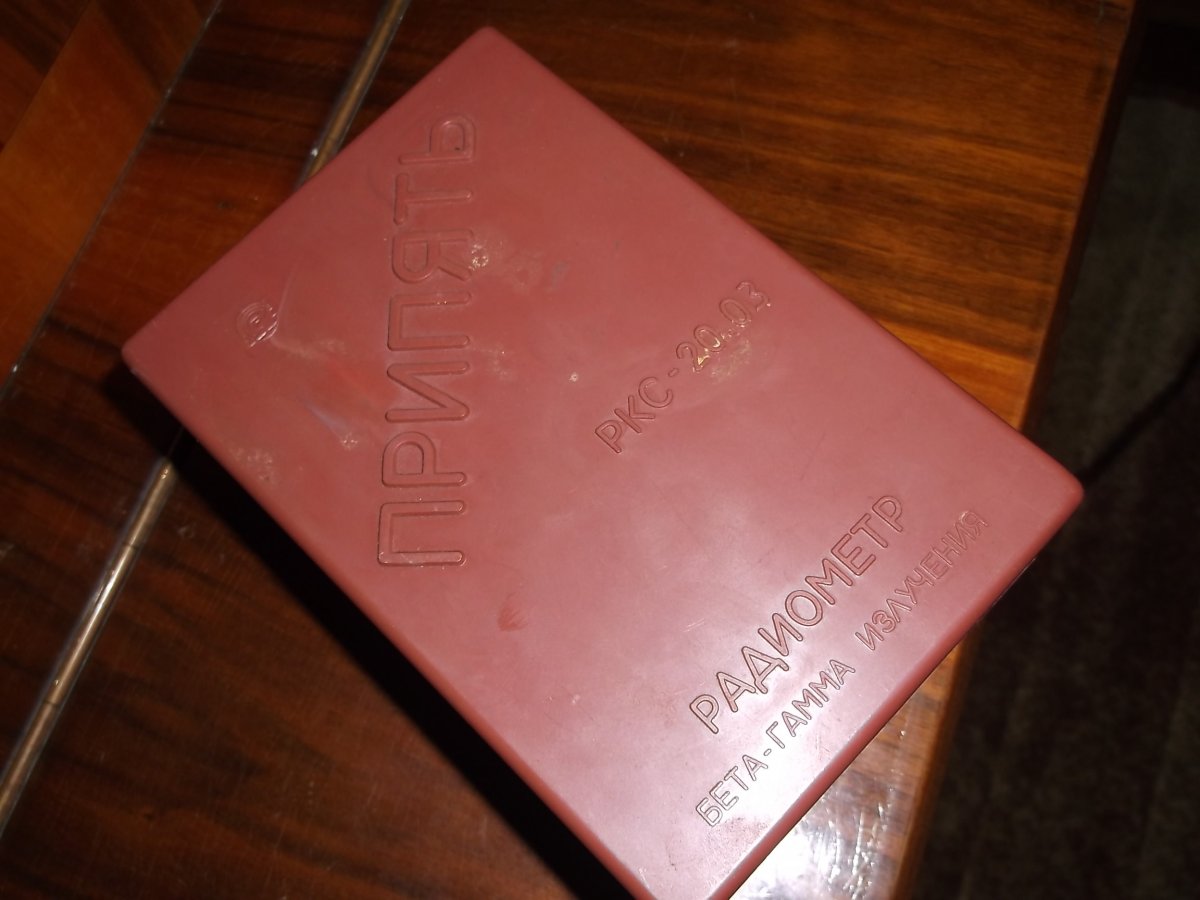 ПРИПЯТЬ
РКС-20.03
РАДИОМЕТР
БЕТА-ГАММА ИЗЛУЧЕНИЯ